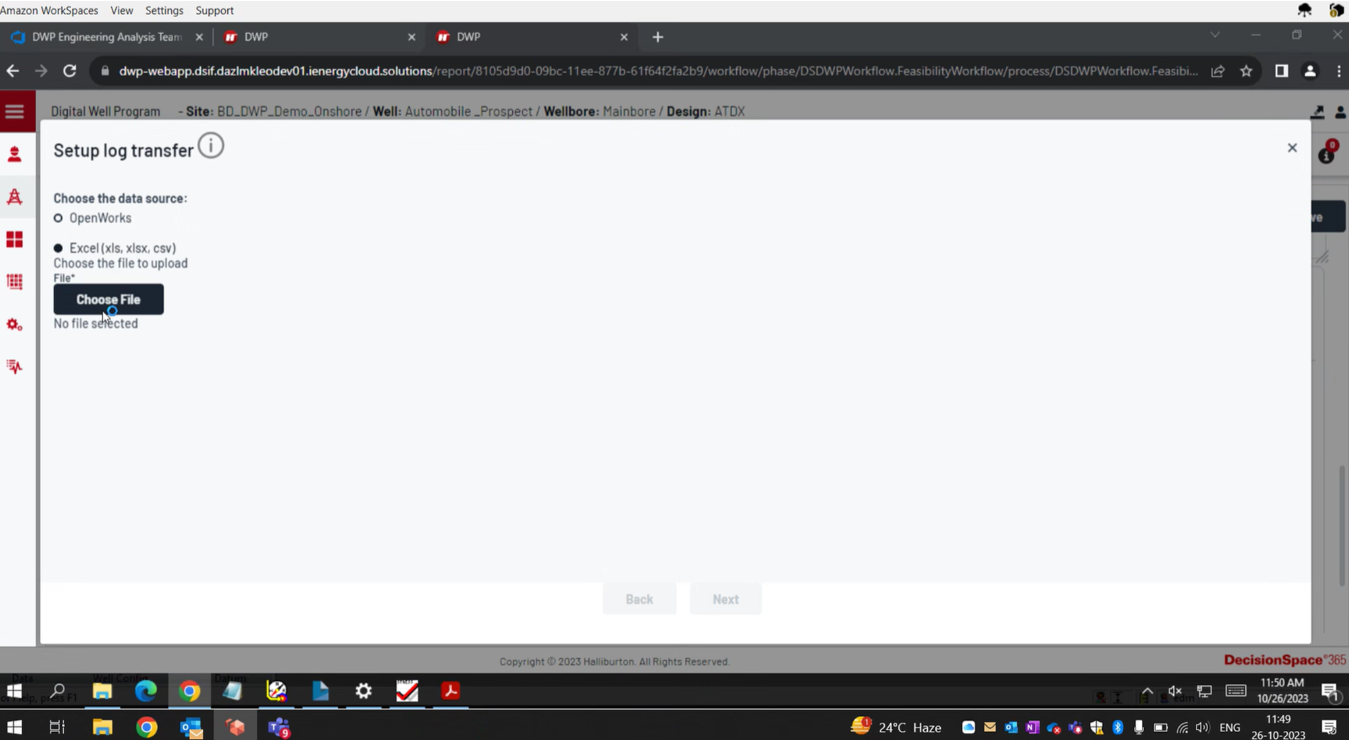 Amazon WorkSpaces View Settings Support
DWP Engineering Analysis Team
DWP
DWP
dwp-webapp.dsif.dazlmkleodev01.ienergycloud.solutions/report/8105d9d0-09bc-11ee-877b-61f64f2fa2b9/workflow/phase/DSDWPWorkflow.FeasibilityWorkflow/process/DSDWPWorkflow.Feasibi...
Digital Well Program - Site: BD_DWP_Demo_Onshore / Well: Automobile _Prospect / Wellbore: Mainbore / Design: ATDX
0
Setup log transfer
Choose the data source:
OpenWorks
Excel (xls, xlsx, csv)
Choose the file to upload
File*
Choose File
No file selected
Back Next
Copyright © 2023 Halliburton. All Rights Reserved.
DecisionSpace®365
11:50 AM
10/26/2023
1
24°C Haze
ENG
11:49
26-10-2023
9